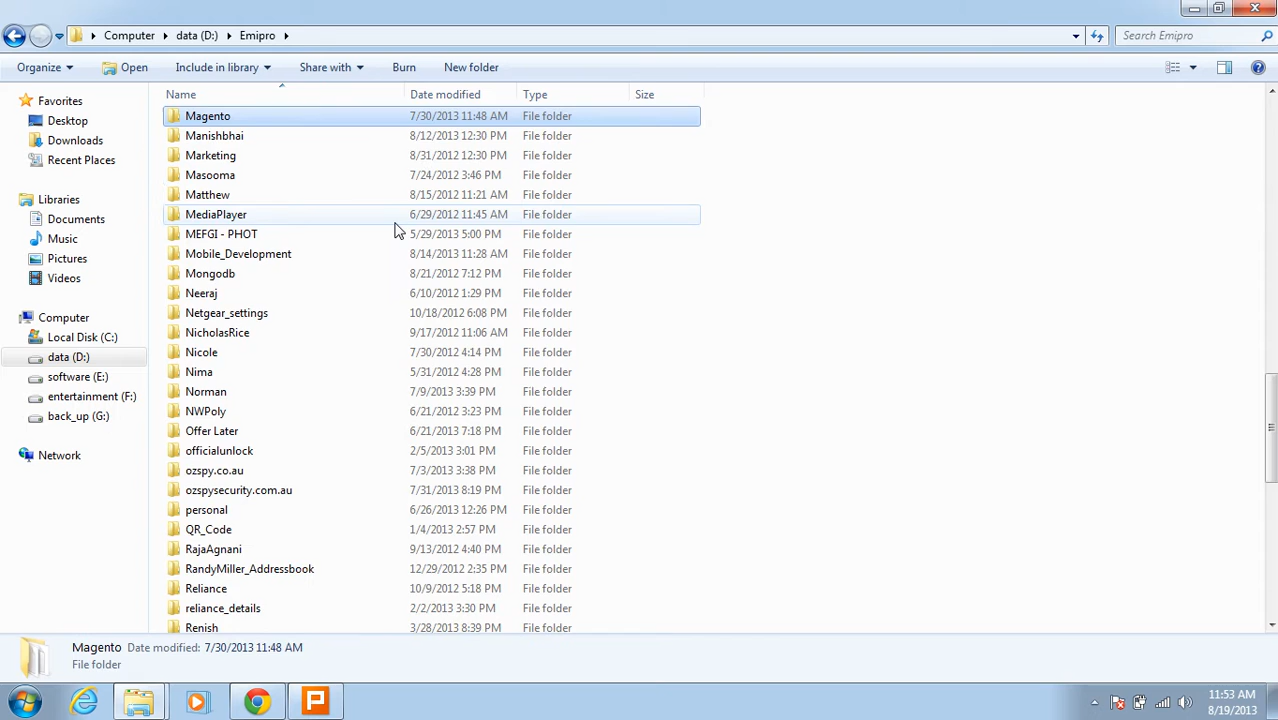 Computer data (D:) Emipro Search Emipro
Organize Open Include in library Share with Burn New folder
Name Date modified Type Size
Favorites
Desktop
Downloads
Recent Places
Libraries
Documents
Music
Pictures
Videos
Computer
Local Disk (C:)
data (D:)
software (E:)
entertainment (F:)
back_up (G:)
Network
Magento 7/30/2013 11:48 AM File folder
Manishbhai 8/12/2013 12:30 PM File folder
Marketing 8/31/2012 12:30 PM File folder
Masooma 7/24/2012 3:46 PM File folder
Matthew 8/15/2012 11:21 AM File folder
MediaPlayer 6/29/2012 11:45 AM File folder
MEFGI - PHOT 5/29/2013 5:00 PM File folder
Mobile_Development 8/14/2013 11:28 AM File folder
Mongodb 8/21/2012 7:12 PM File folder
Neeraj 6/10/2012 1:29 PM File folder
Netgear_settings 10/18/2012 6:08 PM File folder
NicholasRice 9/17/2012 11:06 AM File folder
Nicole 7/30/2012 4:14 PM File folder
Nima 5/31/2012 4:28 PM File folder
Norman 7/9/2013 3:39 PM File folder
NWPoly 6/21/2012 3:23 PM File folder
Offer Later 6/21/2013 7:18 PM File folder
officialunlock 2/5/2013 3:01 PM File folder
ozspy.co.au 7/3/2013 3:38 PM File folder
ozspysecurity.com.au 7/31/2013 8:19 PM File folder
personal 6/26/2013 12:26 PM File folder
QR_Code 1/4/2013 2:57 PM File folder
RajaAgnani 9/13/2012 4:40 PM File folder
RandyMiller_Addressbook 12/29/2012 2:35 PM File folder
Reliance 10/9/2012 5:18 PM File folder
reliance_details 2/2/2013 3:30 PM File folder
Renish 3/28/2013 8:39 PM File folder
Magento Date modified: 7/30/2013 11:48 AM
File folder
11:53 AM
8/19/2013